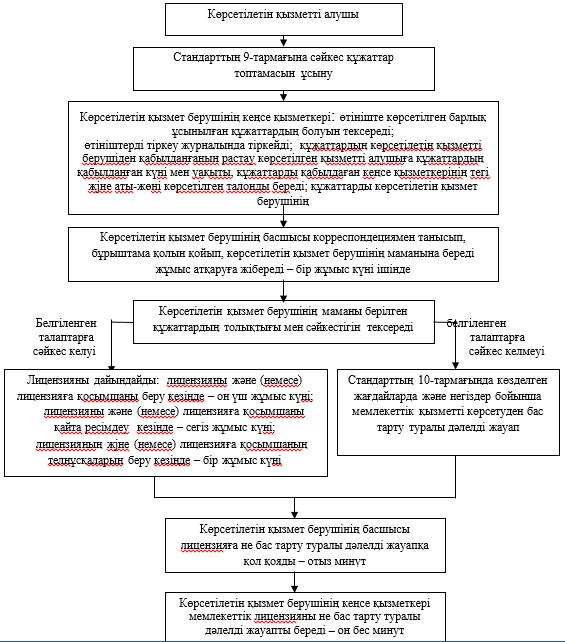 Көрсетілетін қызметті алушы
Стандарттың 9-тармағына сәйкес құжаттар
топтамасын ұсыну
Көрсетілетін қызмет берушінің кеңсе қызметкері: өтініште көрсетілген барлық
ұсынылған құжаттардың болуын тексереді;
өтініштерді тіркеу журналында тіркейді; құжаттардың көрсетілетін қызметті
берушіден қабылданғанын растау көрсетілген қызметті алушыға құжаттардың
қабылданған күні мен уақыты, құжаттарды қабылдаған кеңсе қызметкерінің тегі
жіне аты-жөні көрсетілген талонды береді; құжаттарды көрсетілетін қызмет
берушінің
Көрсетілетін қызмет берушінің басшысы корреспондециямен танысып,
бұрыштама қолын қойып, көрсетілетін қызмет берушінің маманына береді
жұмыс атқаруға жібереді – бір жұмыс күні ішінде
Көрсетілетін қызмет берушінің маманы берілген
құжаттардың толықтығы мен сәйкестігін тексереді
Белгіленген
талаптарға
сәйкес келуі
белгіленген
талаптарға
сәйкес келмеуі
Лицензияны дайындайды: лицензияны және (немесе)
лицензияға қосымшаны беру кезінде – он үш жұмыс күні;
лицензияны және (немесе) лицензияға қосымшаны
қайта ресімдеу кезінде – сегіз жұмыс күні;
лицензияның жіне (немесе) лицензияға қосымшаның
телнұсқаларын беру кезінде – бір жұмыс күні
Стандарттың 10-тармағында көзделген
жағдайларда және негіздер бойынша
мемлекеттік қызметті көрсетуден бас
тарту туралы дәлелді жауап
Көрсетілетін қызмет берушінің басшысы
лицензияға не бас тарту туралы дәлелді жауапқа
қол қояды – отыз минут
Көрсетілетін қызмет берушінің кеңсе қызметкері
мемлекеттік лицензияны не бас тарту туралы
дәлелді жауапты береді – он бес минут